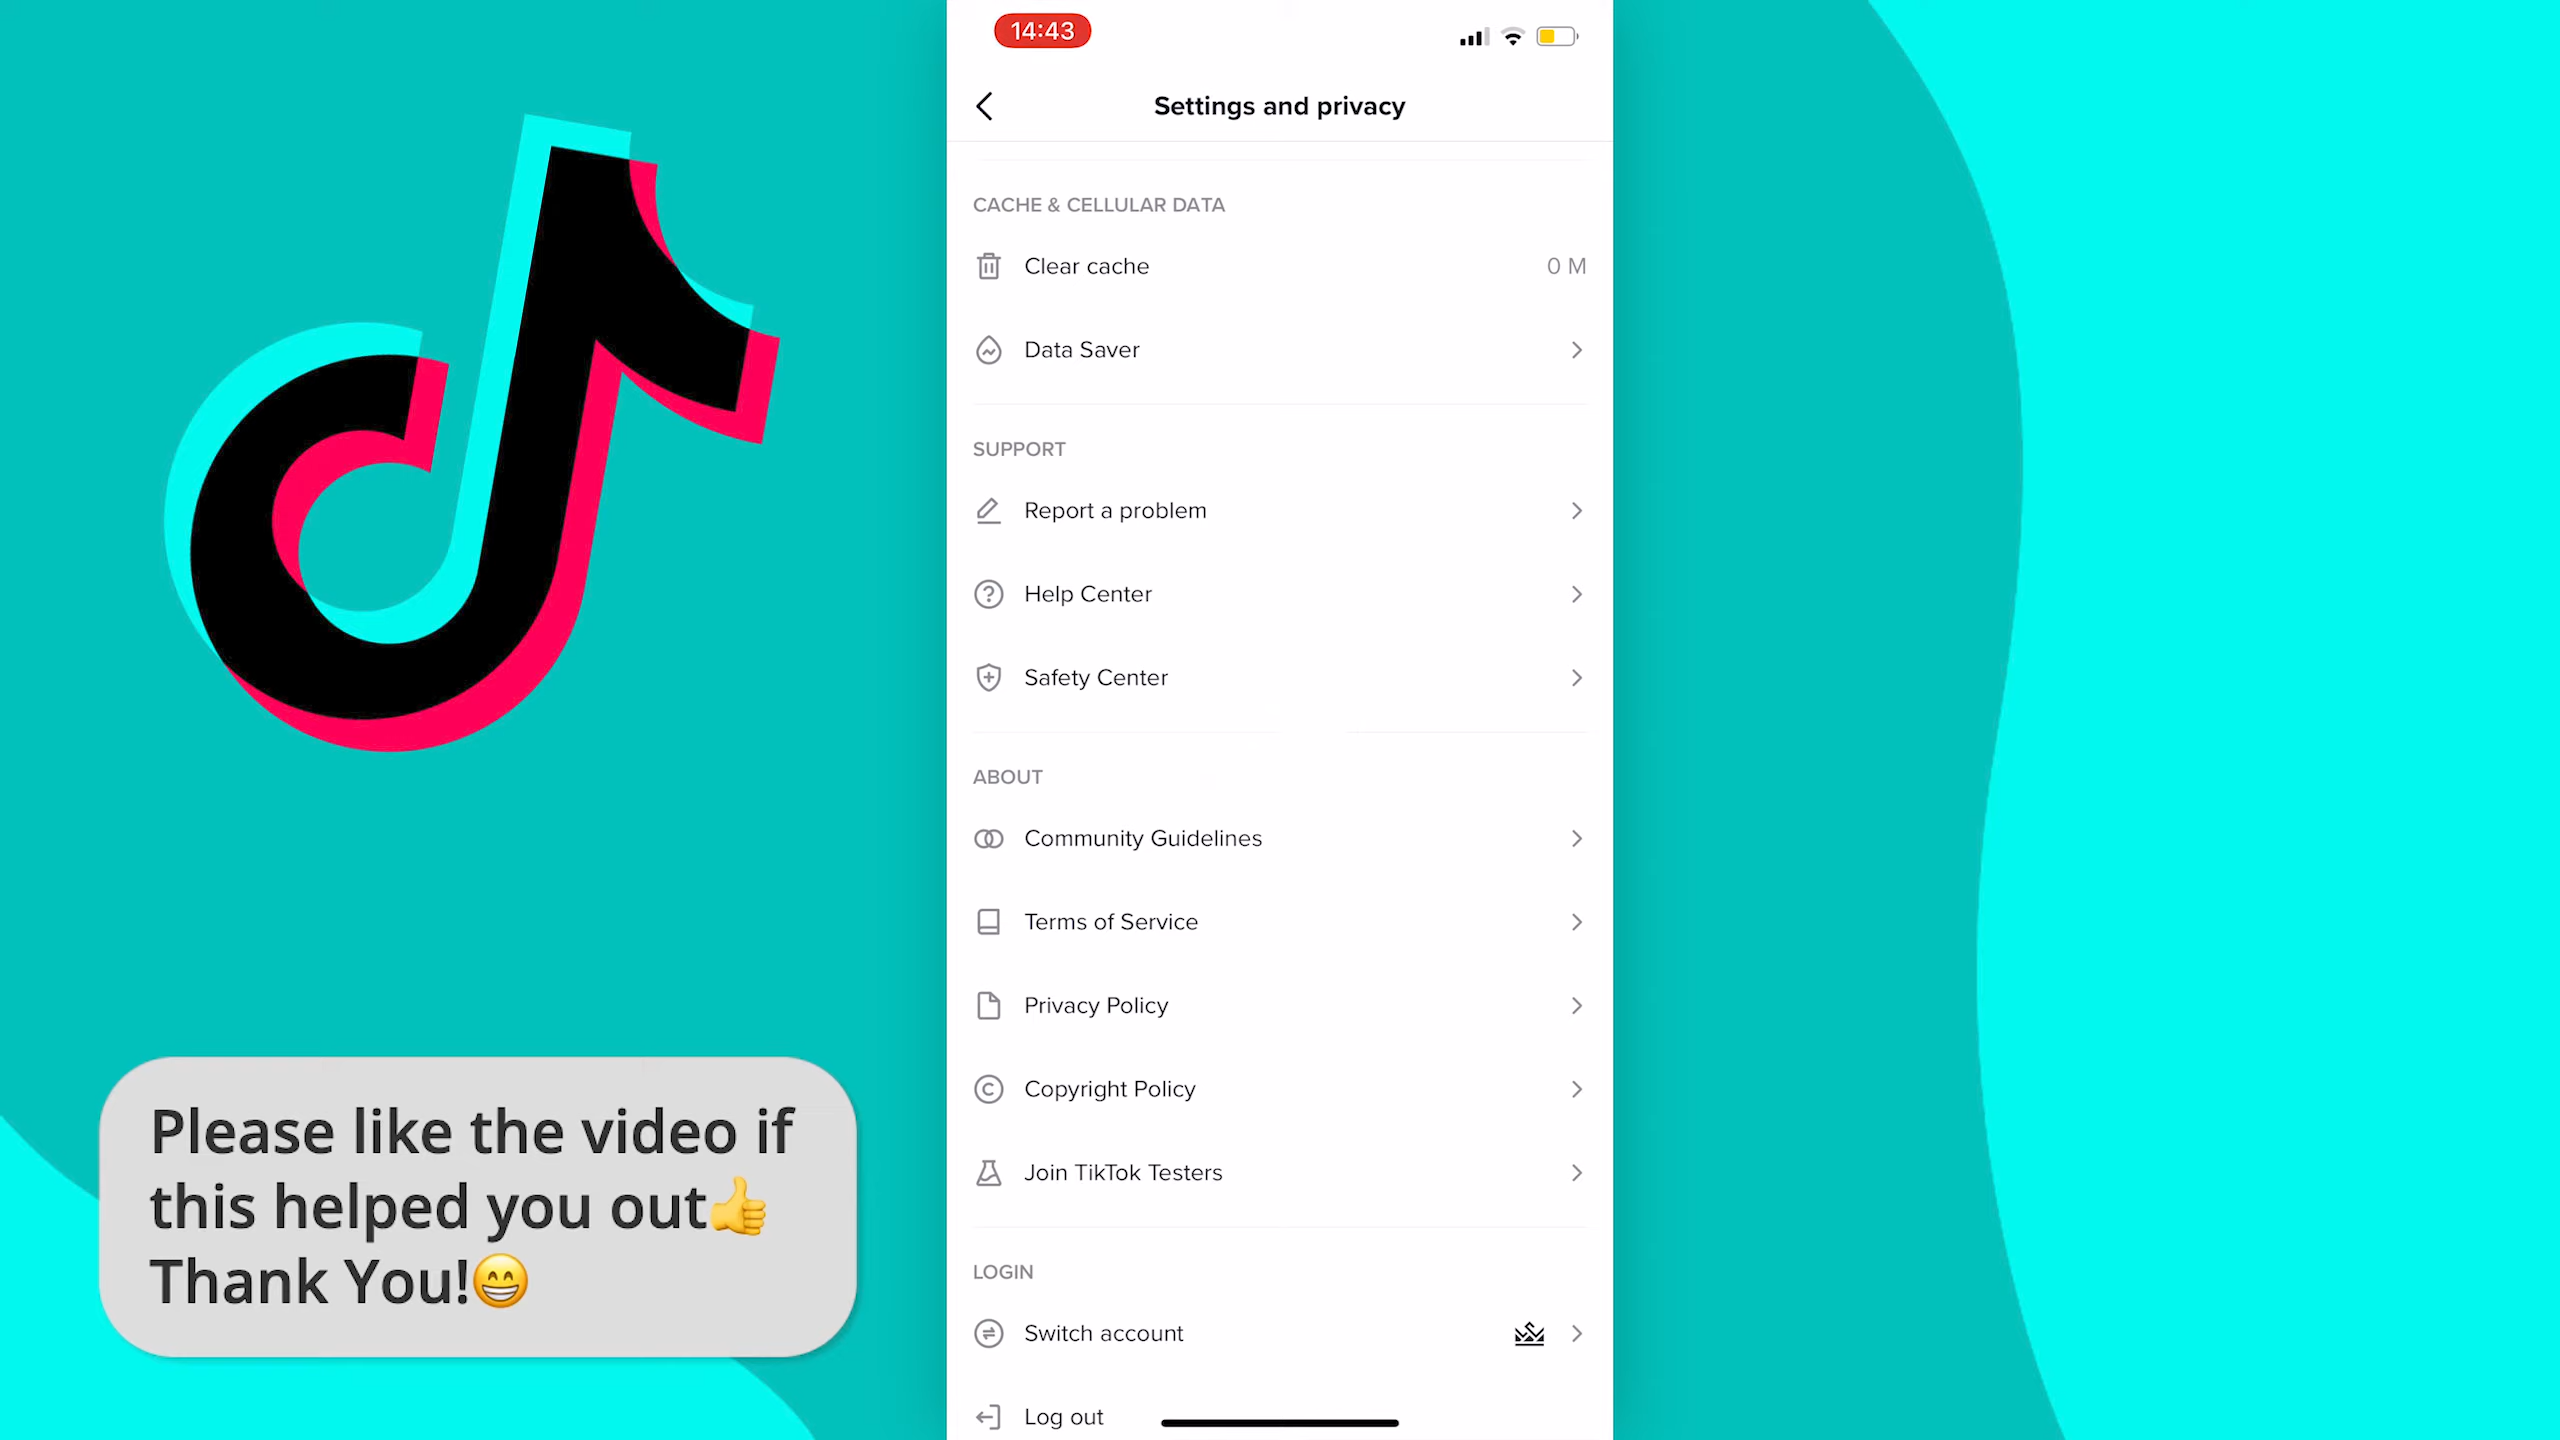 14:43
Settings and privacy
CACHE & CELLULAR DATA
Clear cache 0 M
Data Saver
SUPPORT
Report a problem
Help Center
Safety Center
ABOUT
Community Guidelines
Terms of Service
Privacy Policy
Copyright Policy
Join TikTok Testers
LOGIN
Switch account
Log out
Please like the video if
this helped you out👍
Thank You!😁